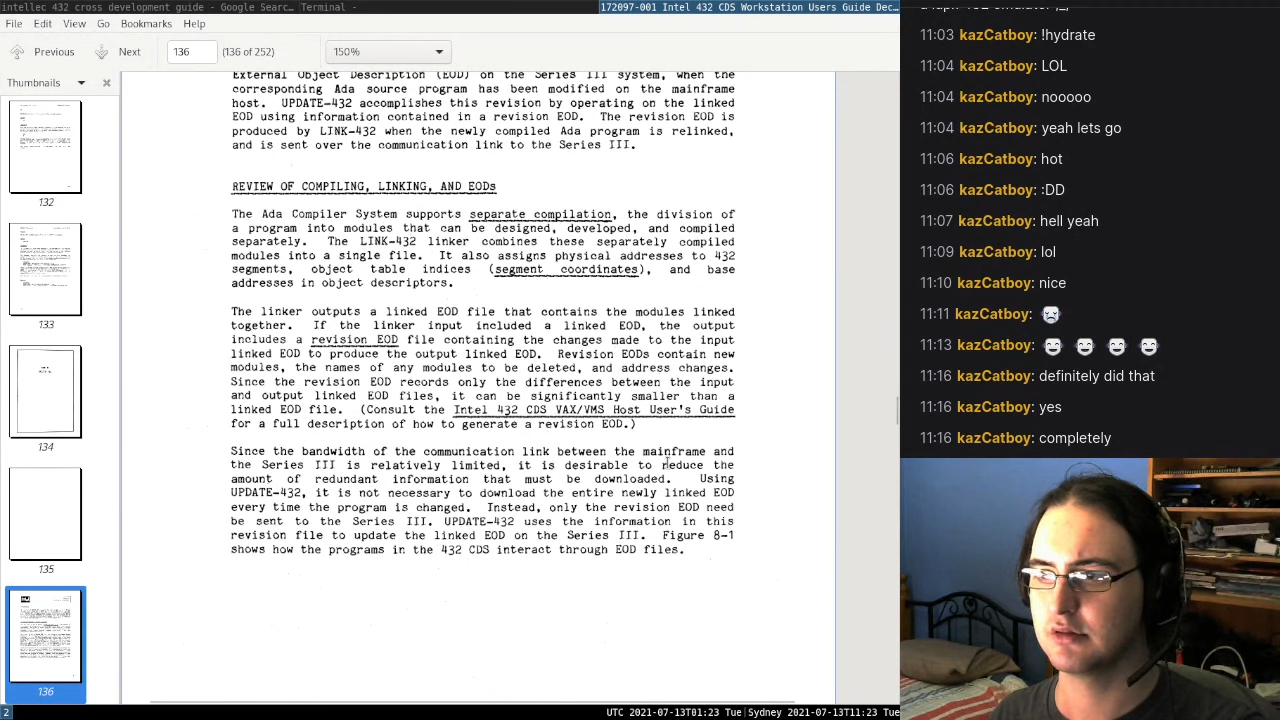 intellec 432 cross development guide - Google Searc… Terminal -
172097-001 Intel 432 CDS Workstation Users Guide Dec…
File Edit View Go Bookmarks Help
Previous Next 136 (136 of 252) 150%
Thumbnails
132
133
134
135
136
External Object Description (EOD) on the Series III system, when the
corresponding Ada source program has been modified on the mainframe
host. UPDATE-432 accomplishes this revision by operating on the linked
EOD using information contained in a revision EOD. The revision EOD is
produced by LINK-432 when the newly compiled Ada program is relinked,
and is sent over the communication link to the Series III.
REVIEW OF COMPILING, LINKING, AND EODs
The Ada Compiler System supports separate compilation, the division of
a program into modules that can be designed, developed, and compiled
separately. The LINK-432 linker combines these separately compiled
modules into a single file. It also assigns physical addresses to 432
segments, object table indices (segment coordinates), and base
addresses in object descriptors.
The linker outputs a linked EOD file that contains the modules linked
together. If the linker input included a linked EOD, the output
includes a revision EOD file containing the changes made to the input
linked EOD to produce the output linked EOD. Revision EODs contain new
modules, the names of any modules to be deleted, and address changes.
Since the revision EOD records only the differences between the input
and output linked EOD files, it can be significantly smaller than a
linked EOD file. (Consult the Intel 432 CDS VAX/VMS Host User's Guide
for a full description of how to generate a revision EOD.)
Since the bandwidth of the communication link between the mainframe and
the Series III is relatively limited, it is desirable to reduce the
amount of redundant information that must be downloaded. Using
UPDATE-432, it is not necessary to download the entire newly linked EOD
every time the program is changed. Instead, only the revision EOD need
be sent to the Series III. UPDATE-432 uses the information in this
revision file to update the linked EOD on the Series III. Figure 8-1
shows how the programs in the 432 CDS interact through EOD files.
11:03 kazCatboy: !hydrate
11:04 kazCatboy: LOL
11:04 kazCatboy: nooooo
11:04 kazCatboy: yeah lets go
11:06 kazCatboy: hot
11:06 kazCatboy: :DD
11:07 kazCatboy: hell yeah
11:09 kazCatboy: lol
11:10 kazCatboy: nice
11:11 kazCatboy:
11:13 kazCatboy:
11:16 kazCatboy: definitely did that
11:16 kazCatboy: yes
11:16 kazCatboy: completely
2 UTC 2021-07-13T01:23 Tue Sydney 2021-07-13T11:23 Tue